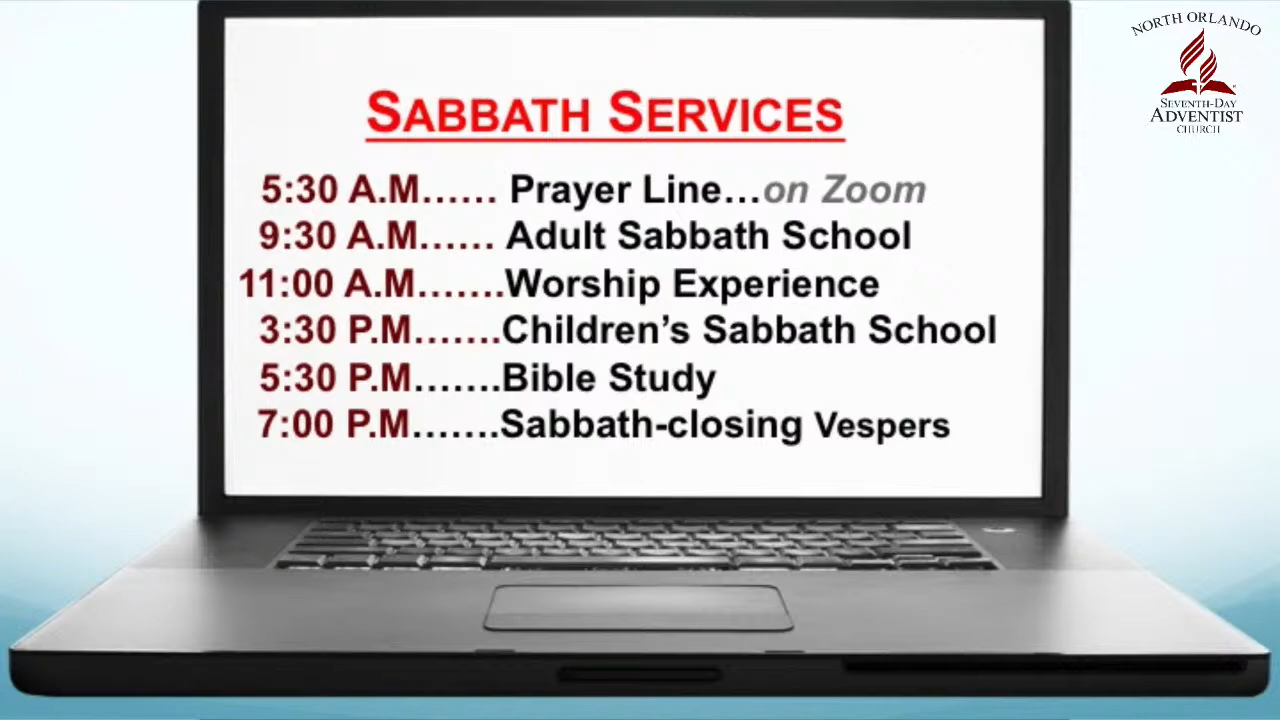 NORTH ORLANDO
SEVENTH-DAY
ADVENTIST
CHURCH
SABBATH SERVICES
5:30 A.M...... Prayer Line...on Zoom
9:30 A.M...... Adult Sabbath School
11:00 A.M.......Worship Experience
3:30 P.M.......Children’s Sabbath School
5:30 P.M.......Bible Study
7:00 P.M.......Sabbath-closing Vespers